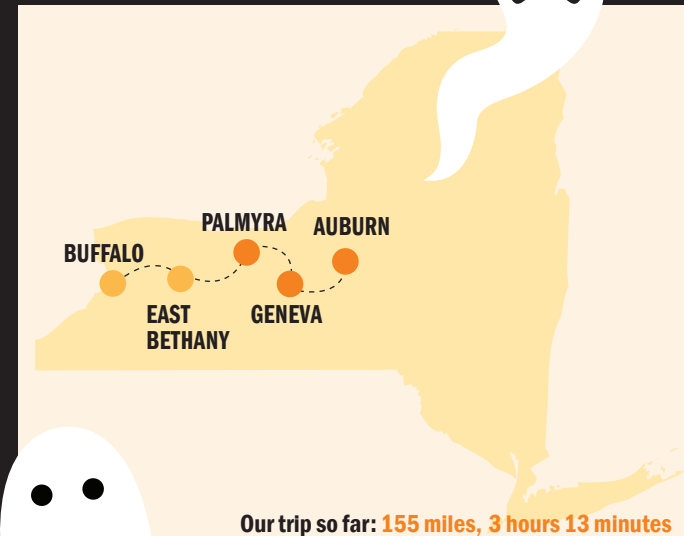 PALMYRA
AUBURN
BUFFALO
EAST
BETHANY
GENEVA
Our trip so far: 155 miles, 3 hours 13 minutes